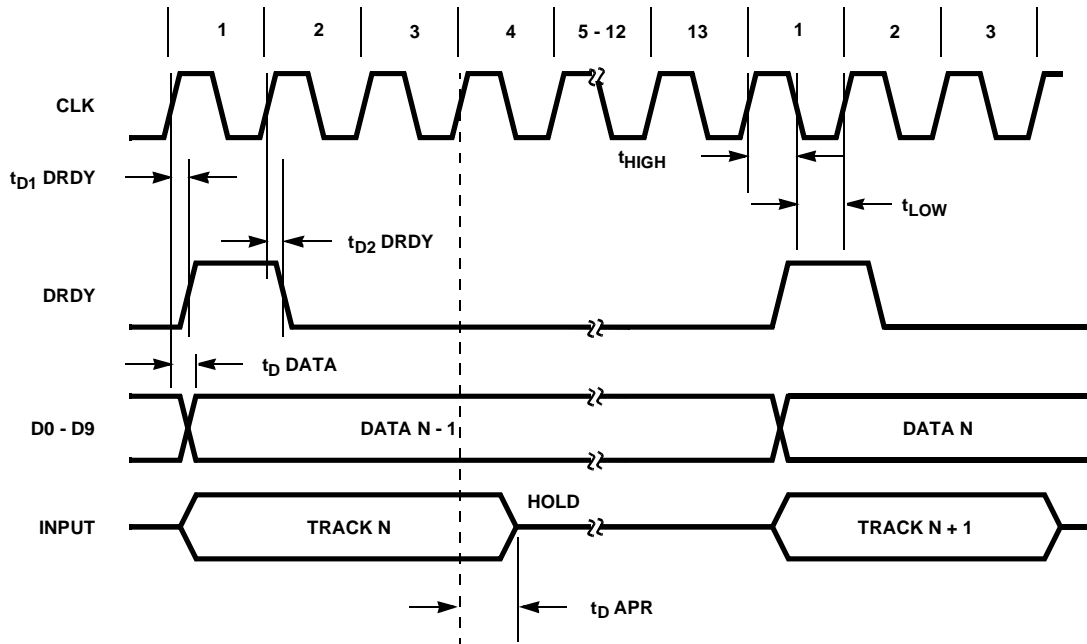 1 2 3 4 5 - 12 13 1 2 3
CLK
tHIGH
tD1 DRDY
tLOW
tD2 DRDY
DRDY
tD DATA
D0 - D9 DATA N - 1 DATA N
HOLD
INPUT TRACK N TRACK N + 1
tD APR